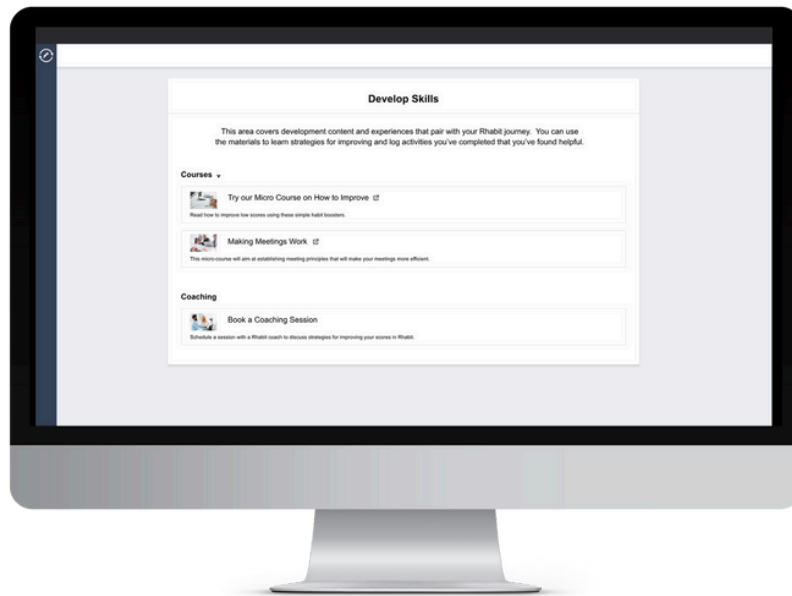 Develop Skills
This area covers development content and experiences that pair with your Rhabit journey. You can use
the materials to learn strategies for improving and log activities you've completed that you've found helpful.
Courses
Try our Micro Course on How to Improve
Read how to improve low scores using these simple habit boosters.
Making Meetings Work
This micro-course will aim at establishing meeting principles that will make your meetings more efficient.
Coaching
Book a Coaching Session
Schedule a session with a Rhabit coach to discuss strategies for improving your scores in Rhabit.